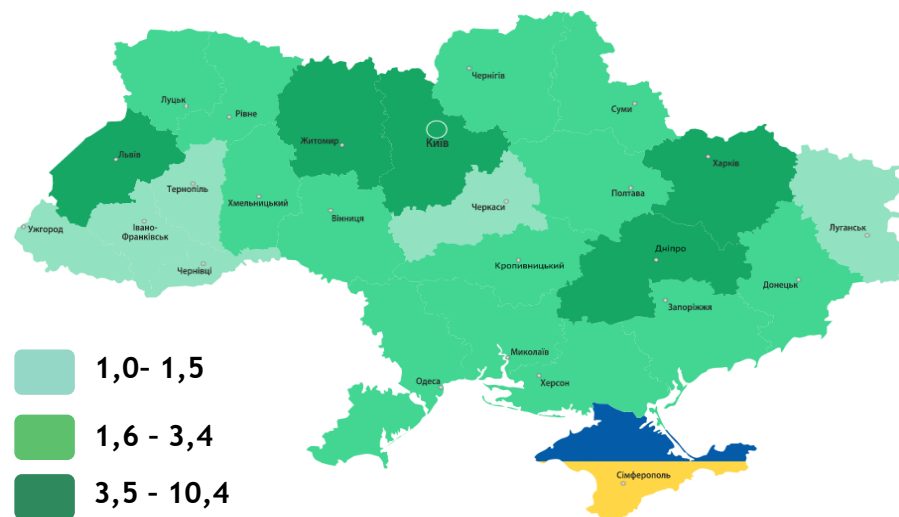 Чернігів
Луцьк
Рівне
Суми
Житомир
Київ
Львів
Харків
Тернопіль
Хмельницький
Полтава
Черкаси
Вінниця
Ужгород
Івано-
Франківськ
Луганськ
Дніпро
Чернівці
Кропивницький
Донецьк
Запоріжжя
Миколаїв
Одеса
Херсон
Сімферополь
1,0- 1,5
1,6 - 3,4
3,5 - 10,4